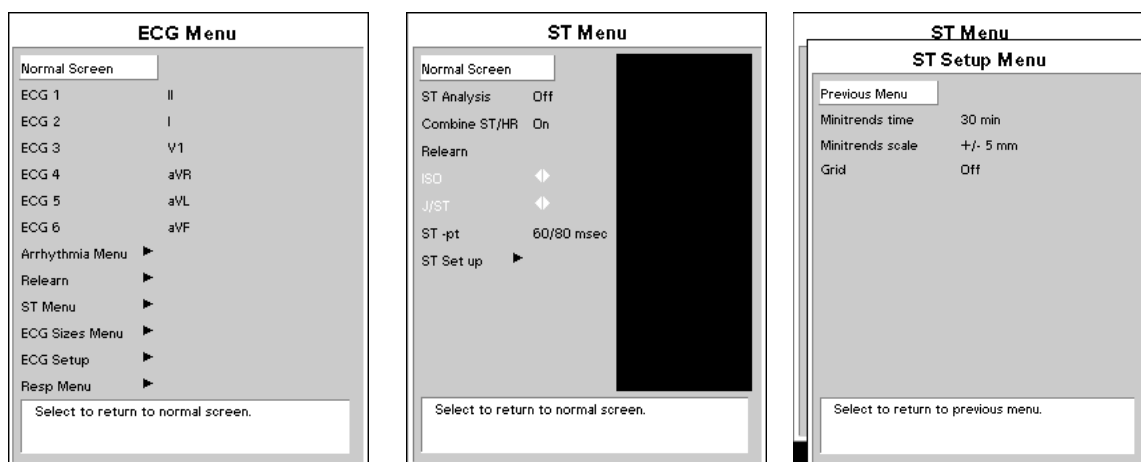 ECG Menu
Normal Screen
ECG 1 II
ECG 2 I
ECG 3 V1
ECG 4 aVR
ECG 5 aVL
ECG 6 aVF
Arrhythmia Menu
Relearn
ST Menu
ECG Sizes Menu
ECG Setup
Resp Menu
Select to return to normal screen.
ST Menu
Normal Screen
ST Analysis Off
Combine ST/HR On
Relearn
ISO
J/ST
ST -pt 60/80 msec
ST Set up
Select to return to normal screen.
ST Menu
ST Setup Menu
Previous Menu
Minitrends time 30 min
Minitrends scale +/- 5 mm
Grid Off
Select to return to previous menu.